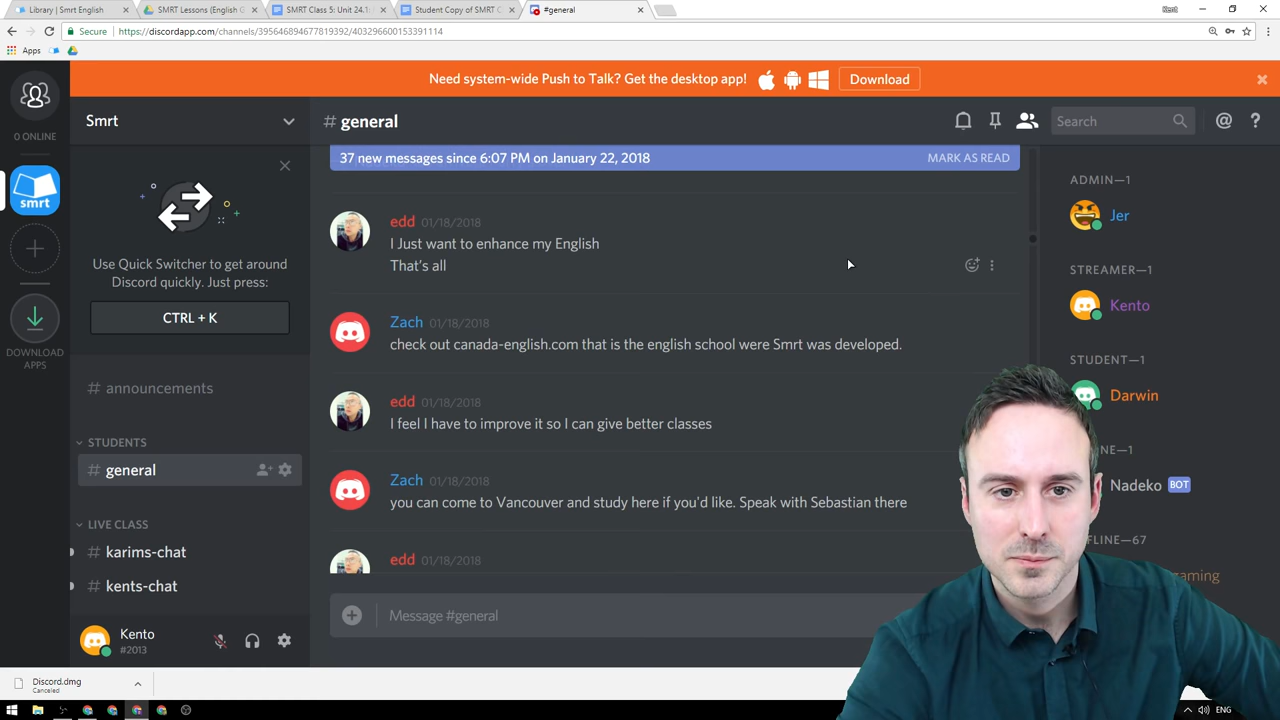 Library | Smrt English
SMRT Lessons (English G
SMRT Class 5: Unit 24.1
Student Copy of SMRT C
#general
Kent
Secure
https://discordapp.com/channels/395646894677819392/403296600153391114
Apps
Need system-wide Push to Talk? Get the desktop app!
Download
0 ONLINE
smrt
DOWNLOAD
APPS
Smrt
Use Quick Switcher to get around
Discord quickly. Just press:
CTRL + K
# announcements
STUDENTS
# general
LIVE CLASS
# karims-chat
# kents-chat
Kento
#2013
# general
Search
@
?
37 new messages since 6:07 PM on January 22, 2018
MARK AS READ
edd 01/18/2018
I Just want to enhance my English
That's all
Zach 01/18/2018
check out canada-english.com that is the english school were Smrt was developed.
edd 01/18/2018
I feel I have to improve it so I can give better classes
Zach 01/18/2018
you can come to Vancouver and study here if you'd like. Speak with Sebastian there
edd 01/18/2018
Message #general
ADMIN—1
Jer
STREAMER—1
Kento
STUDENT—1
Darwin
NE—1
Nadeko BOT
FLINE—67
gaming
Discord.dmg
Canceled
ENG